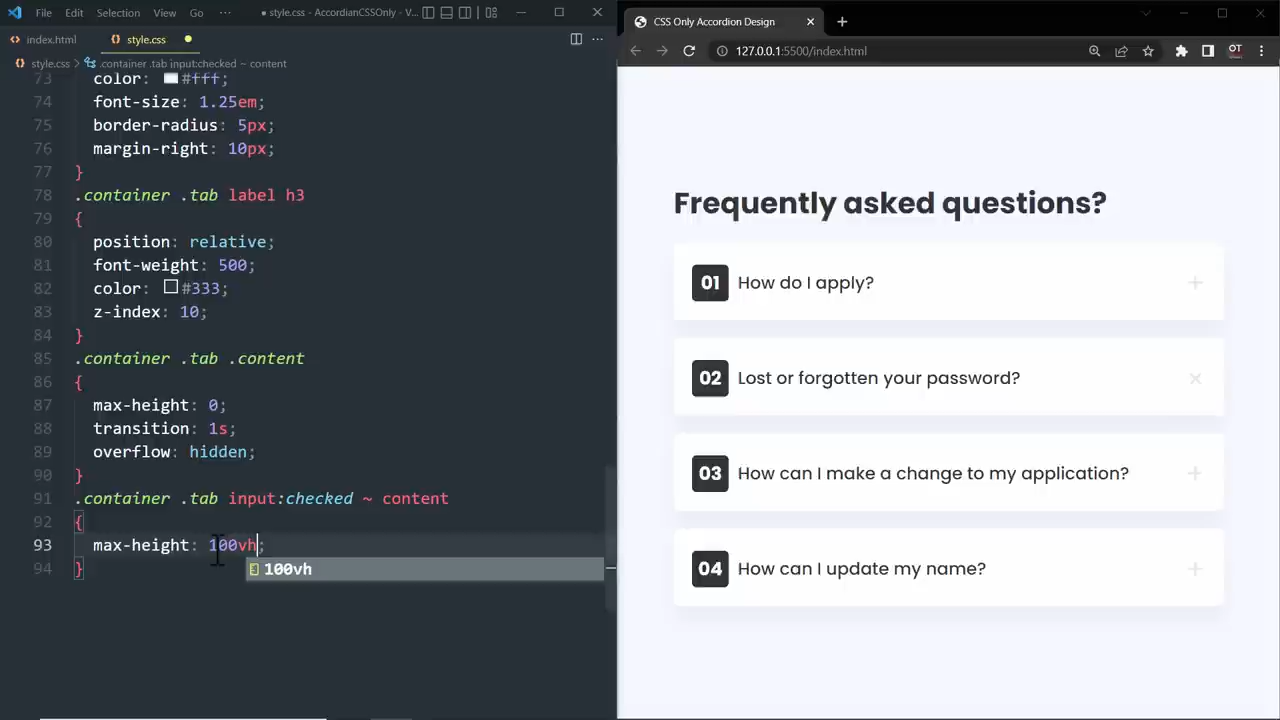 File Edit Selection View Go ··· ● style.css - AccordianCSSOnly - V...
index.html style.css ●
style.css > .container .tab input:checked ~ content
73 color: #fff;
74 font-size: 1.25em;
75 border-radius: 5px;
76 margin-right: 10px;
77 }
78 .container .tab label h3
79 {
80 position: relative;
81 font-weight: 500;
82 color: #333;
83 z-index: 10;
84 }
85 .container .tab .content
86 {
87 max-height: 0;
88 transition: 1s;
89 overflow: hidden;
90 }
91 .container .tab input:checked ~ content
92 {
93 max-height: 100vh;
100vh
94 }
CSS Only Accordion Design
127.0.0.1:5500/index.html
OT
Frequently asked questions?
01 How do I apply? +
02 Lost or forgotten your password? ×
03 How can I make a change to my application? +
04 How can I update my name? +